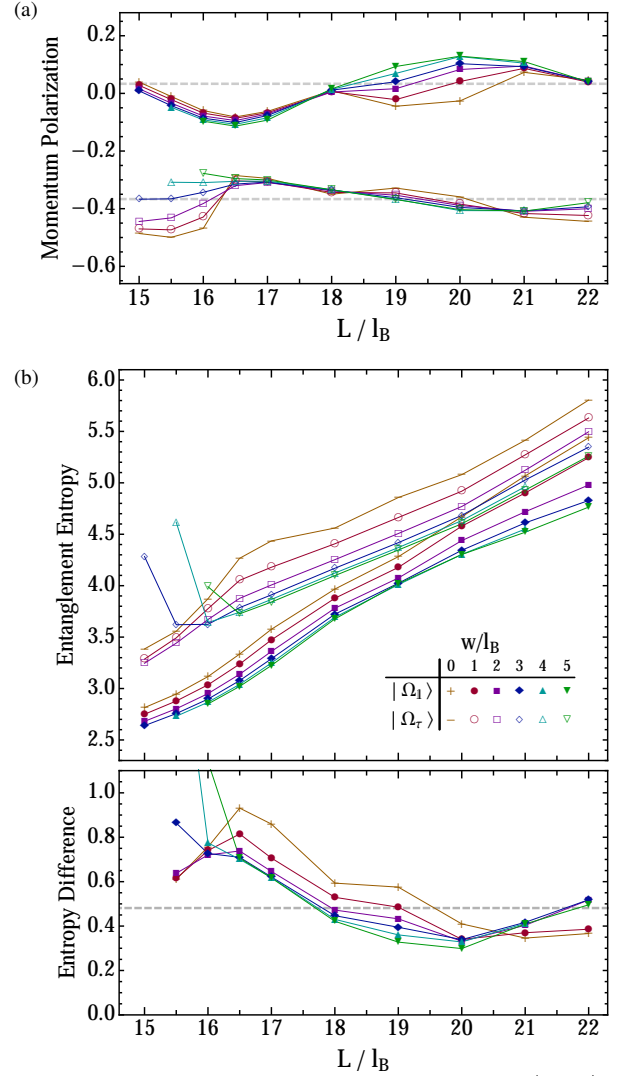 (a)
0.2
0.0
−0.2
−0.4
−0.6
Momentum Polarization
15 16 17 18 19 20 21 22
L / l_B
(b)
6.0
5.5
5.0
4.5
4.0
3.5
3.0
2.5
Entanglement Entropy
w/l_B
0 1 2 3 4 5
| Ω_𝟙 ⟩
| Ω_τ ⟩
1.0
0.8
0.6
0.4
0.2
0.0
Entropy Difference
15 16 17 18 19 20 21 22
L / l_B